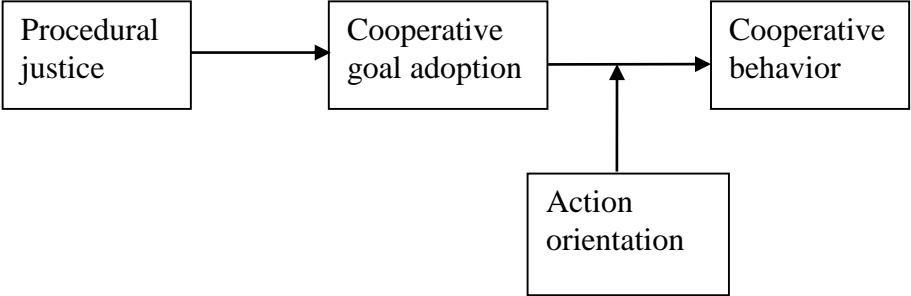 Procedural
justice
Cooperative
goal adoption
Cooperative
behavior
Action
orientation